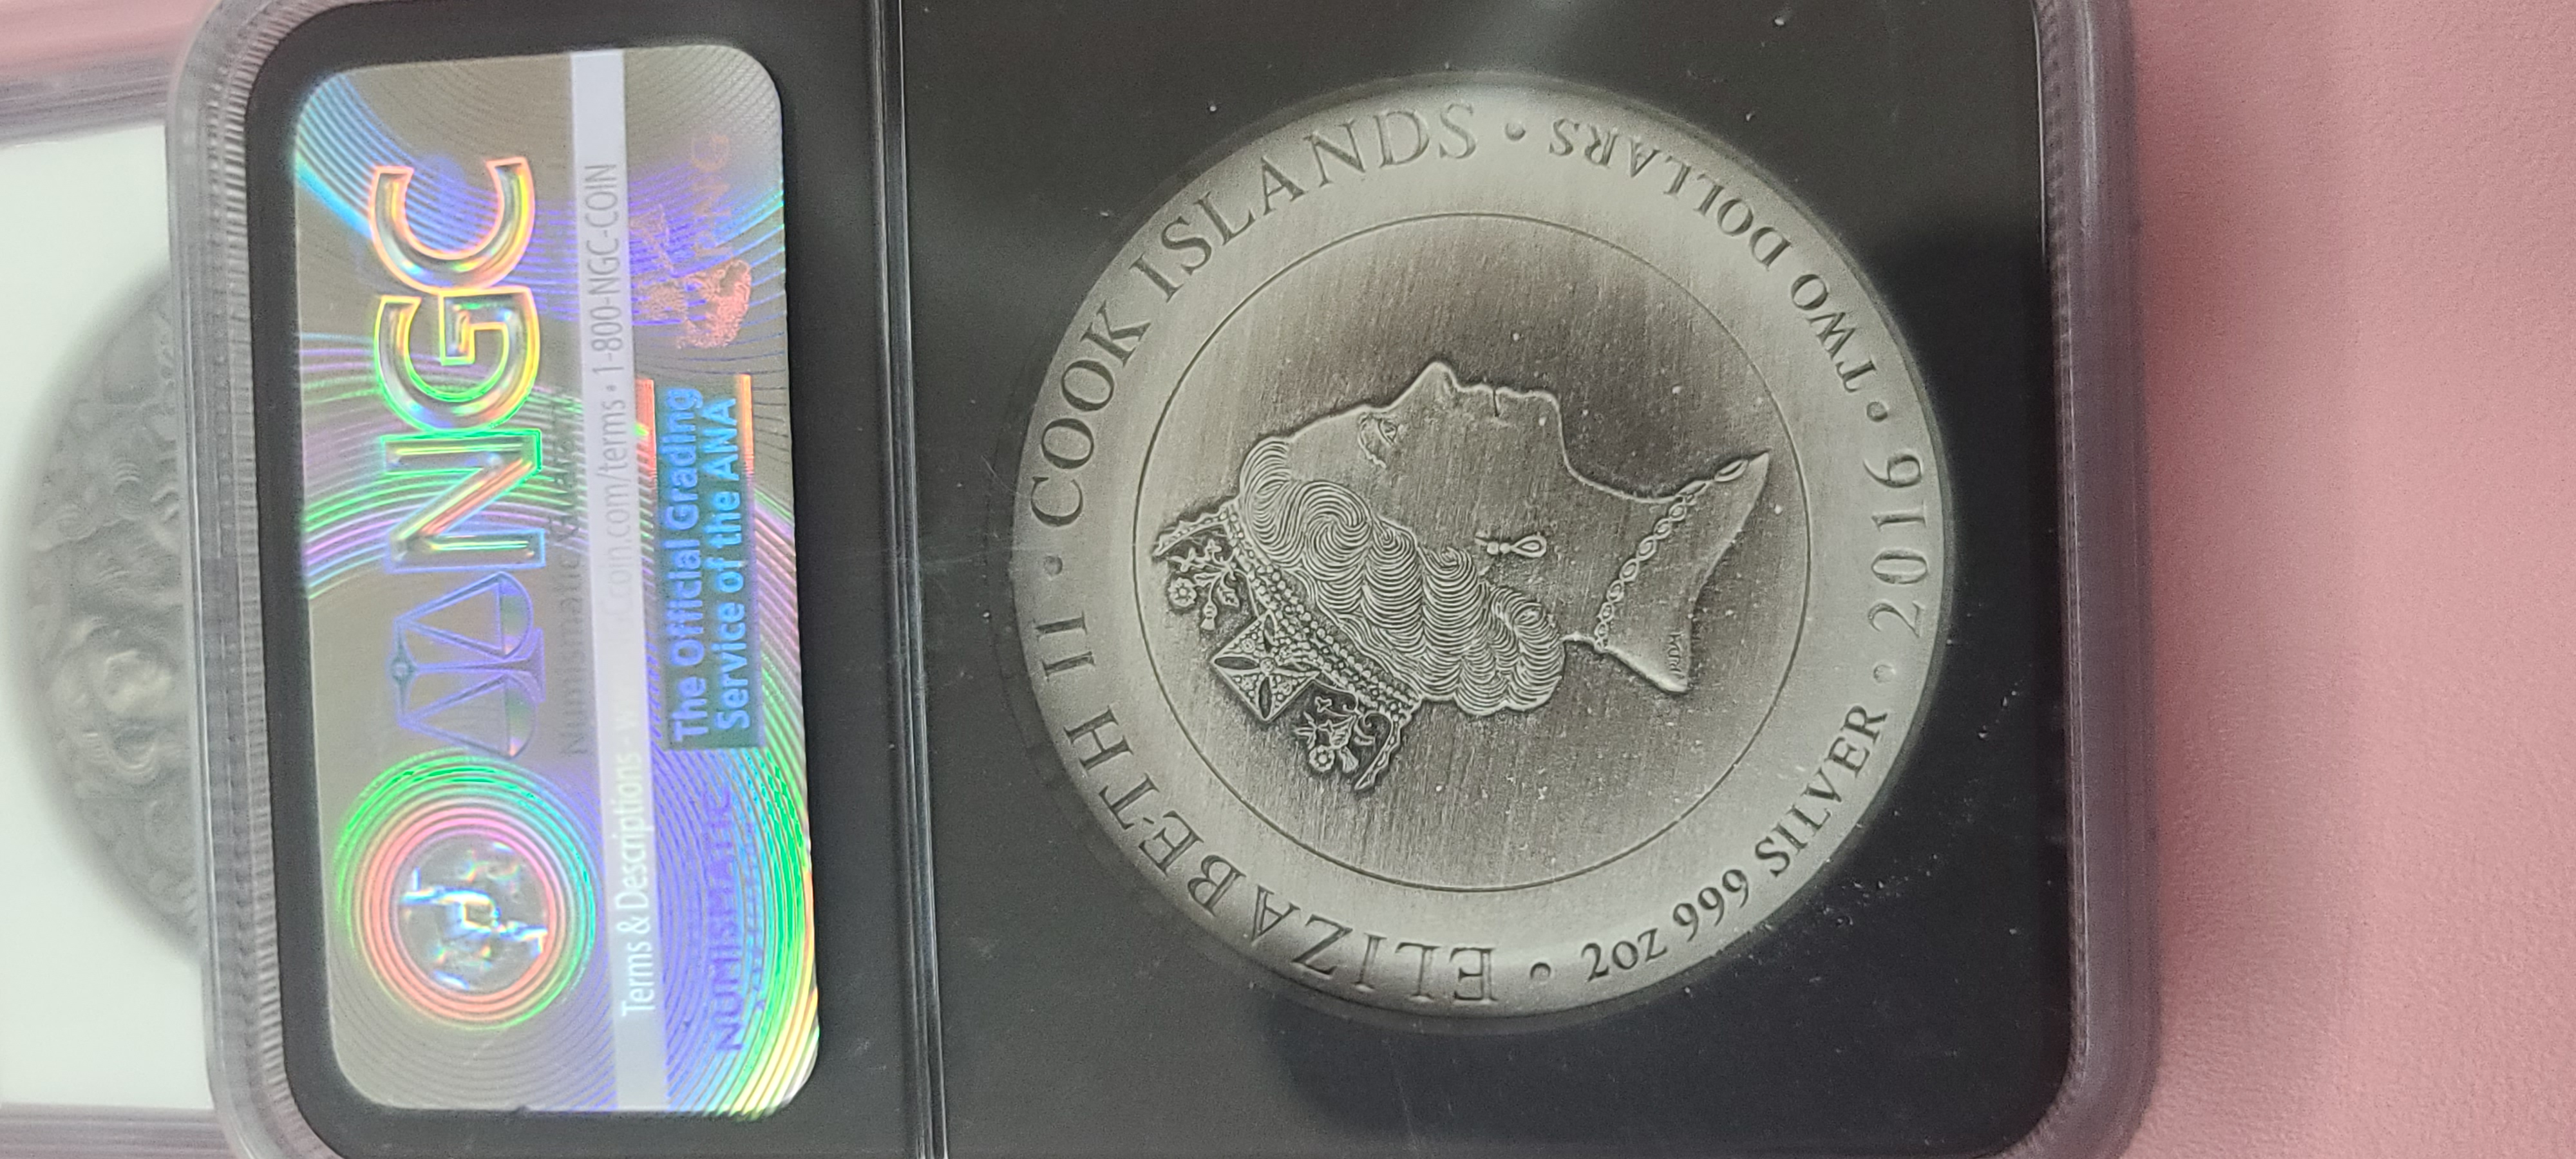 NGC
Terms & Descriptions - Coin.com/terms • 1-800-NGC-COIN
The Official Grading
Service of the ANA
PNG
ELIZABETH II • COOK ISLANDS • TWO DOLLARS • 2016 • 2oz 999 SILVER •